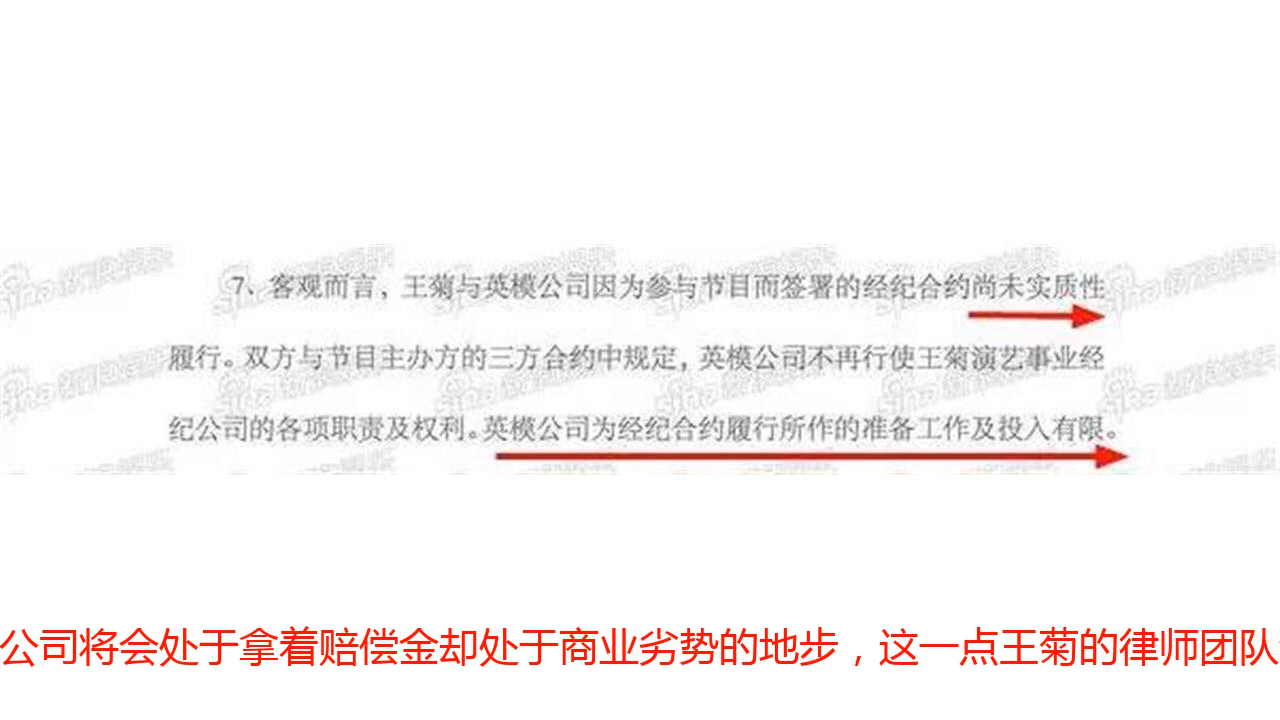 7、客观而言，王菊与英模公司因为参与节目而签署的经纪合约尚未实质性
履行。双方与节目主办方的三方合约中规定，英模公司不再行使王菊演艺事业经
纪公司的各项职责及权利。英模公司为经纪合约履行所作的准备工作及投入有限。
公司将会处于拿着赔偿金却处于商业劣势的地步，这一点王菊的律师团队